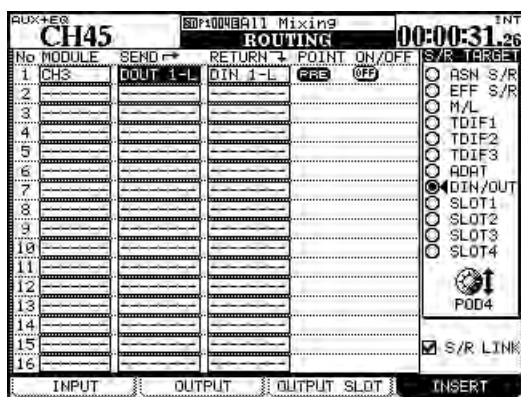 AUX+EQ All Mixing INT
CH45 ROUTING 00:00:31.26
No MODULE SEND RETURN POINT ON/OFF S/R TARGET
1 CH3 DOUT 1-L DIN 1-L PRE OFF
2 -------- -------- --------
3 -------- -------- --------
4 -------- -------- --------
5 -------- -------- --------
6 -------- -------- --------
7 -------- -------- --------
8 -------- -------- --------
9 -------- -------- --------
10 -------- -------- --------
11 -------- -------- --------
12 -------- -------- --------
13 -------- -------- --------
14 -------- -------- --------
15 -------- -------- --------
16 -------- -------- --------
ASN S/R
EFF S/R
M/L
TDIF1
TDIF2
TDIF3
ADAT
DIN/OUT
SLOT1
SLOT2
SLOT3
SLOT4
POD4
S/R LINK
INPUT OUTPUT OUTPUT SLOT INSERT